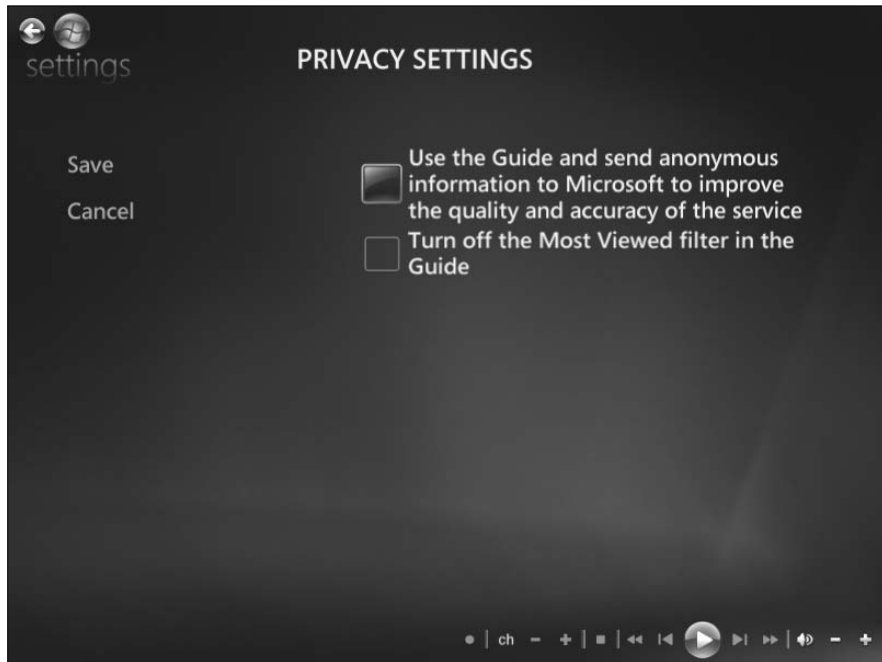 settings
PRIVACY SETTINGS
Save
Cancel
Use the Guide and send anonymous
information to Microsoft to improve
the quality and accuracy of the service
Turn off the Most Viewed filter in the
Guide
ch